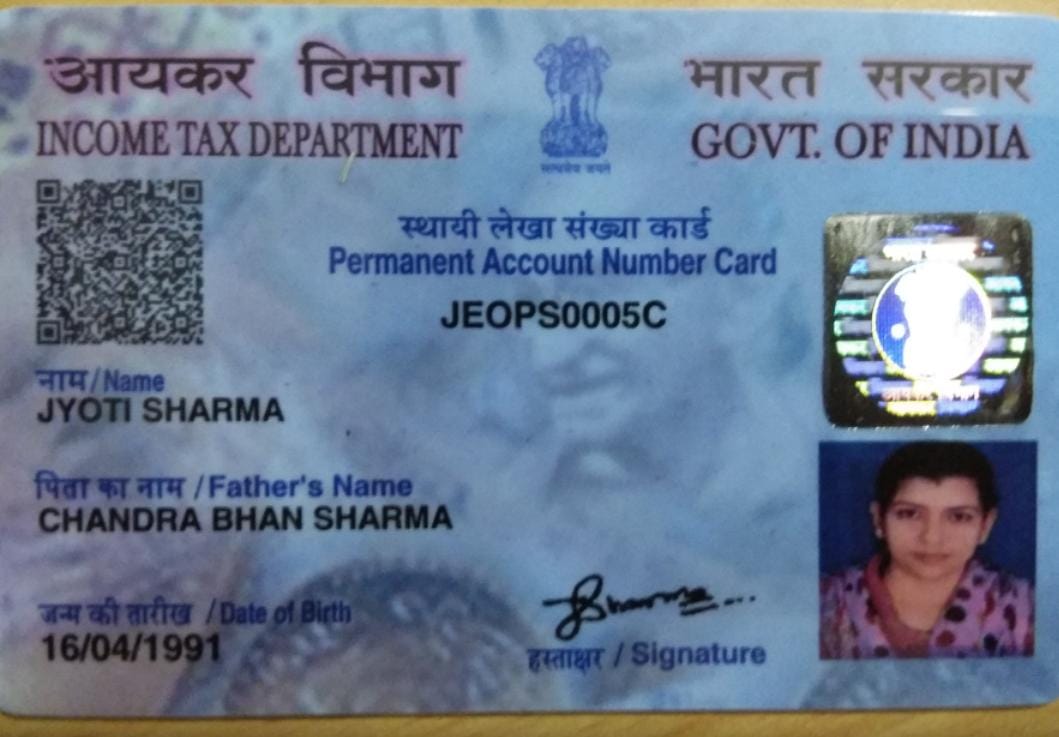 आयकर विभाग
INCOME TAX DEPARTMENT
सत्यमेव जयते
भारत सरकार
GOVT. OF INDIA
स्थायी लेखा संख्या कार्ड
Permanent Account Number Card
JEOPS0005C
नाम/Name
JYOTI SHARMA
पिता का नाम /Father's Name
CHANDRA BHAN SHARMA
जन्म की तारीख /Date of Birth
16/04/1991
JSharma
हस्ताक्षर / Signature